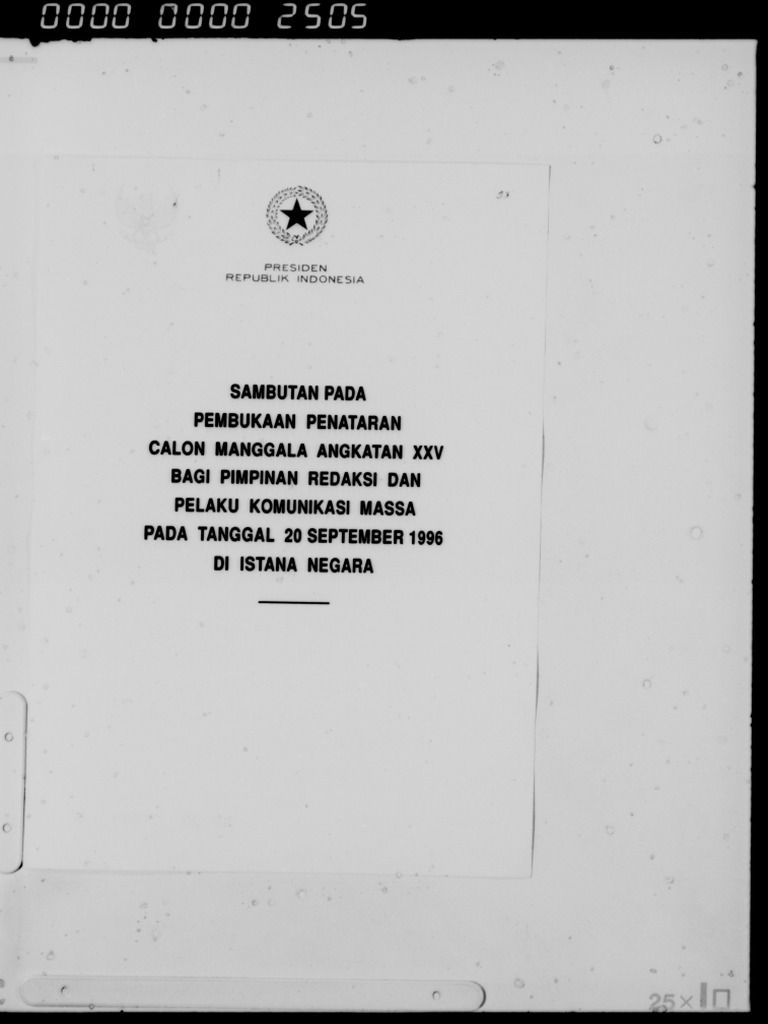 0000 0000 2505
PRESIDEN
REPUBLIK INDONESIA
SAMBUTAN PADA
PEMBUKAAN PENATARAN
CALON MANGGALA ANGKATAN XXV
BAGI PIMPINAN REDAKSI DAN
PELAKU KOMUNIKASI MASSA
PADA TANGGAL 20 SEPTEMBER 1996
DI ISTANA NEGARA
25×